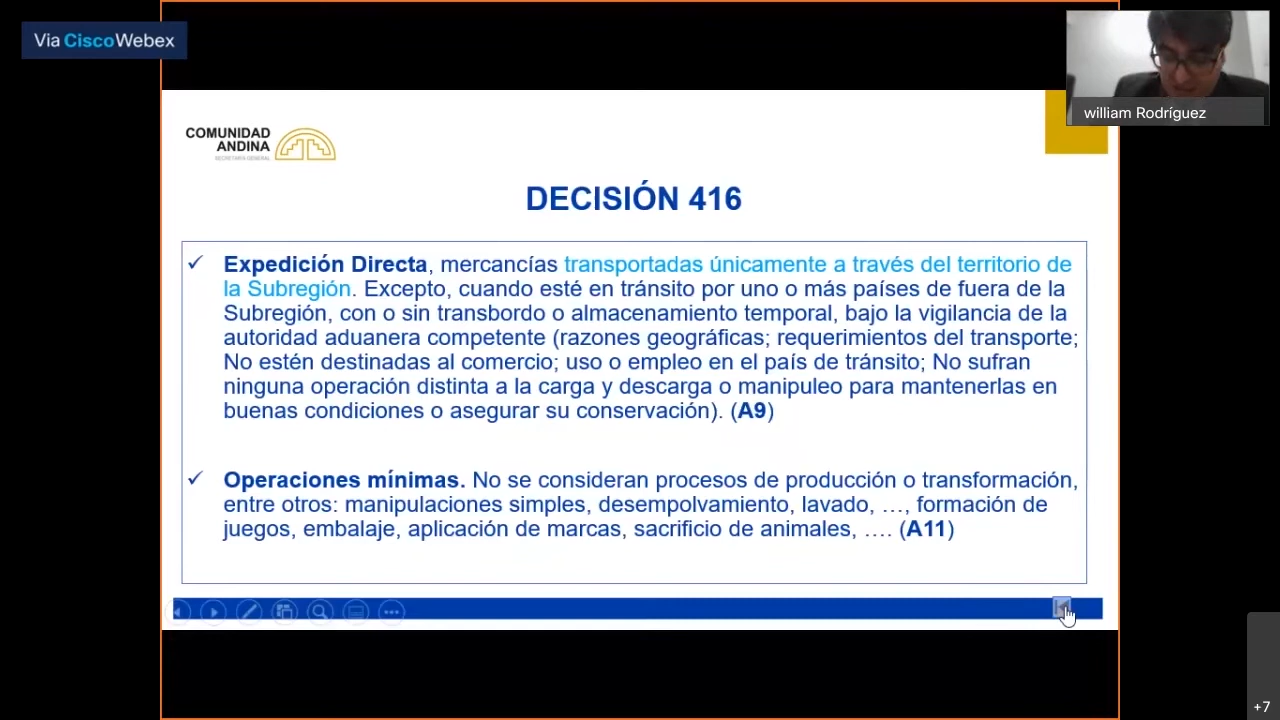 Via CiscoWebex
william Rodríguez
COMUNIDAD
ANDINA
SECRETARÍA GENERAL
DECISIÓN 416
✓ Expedición Directa, mercancías transportadas únicamente a través del territorio de
la Subregión. Excepto, cuando esté en tránsito por uno o más países de fuera de la
Subregión, con o sin transbordo o almacenamiento temporal, bajo la vigilancia de la
autoridad aduanera competente (razones geográficas; requerimientos del transporte;
No estén destinadas al comercio; uso o empleo en el país de tránsito; No sufran
ninguna operación distinta a la carga y descarga o manipuleo para mantenerlas en
buenas condiciones o asegurar su conservación). (A9)
✓ Operaciones mínimas. No se consideran procesos de producción o transformación,
entre otros: manipulaciones simples, desempolvamiento, lavado, …, formación de
juegos, embalaje, aplicación de marcas, sacrificio de animales, …. (A11)
+7